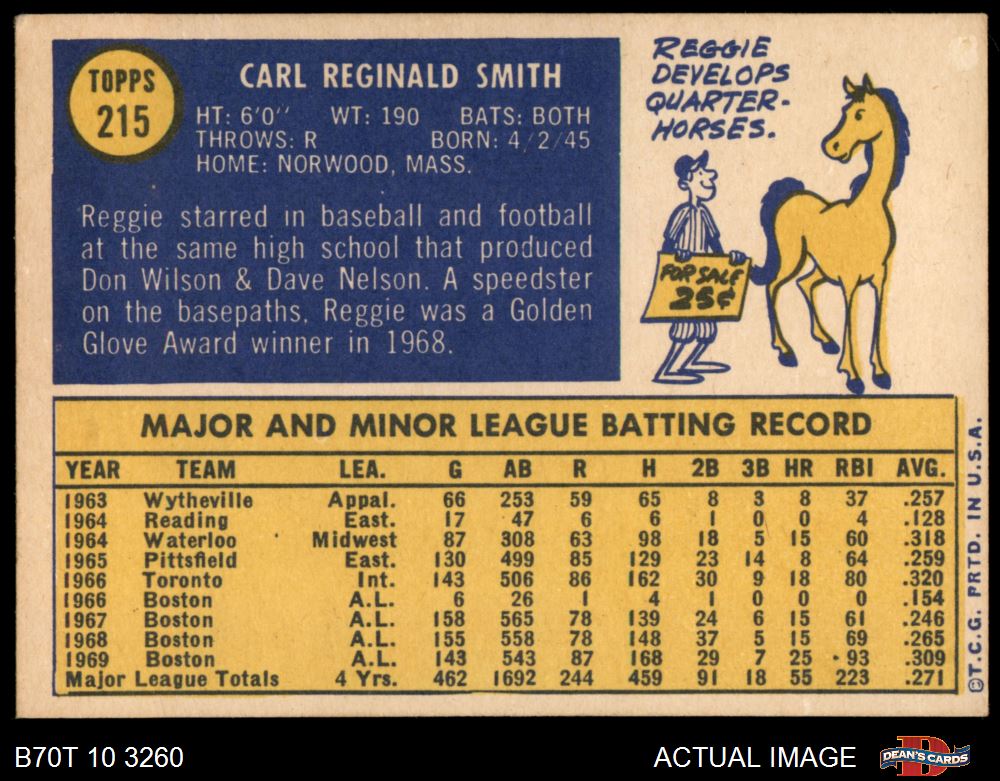 TOPPS
215
CARL REGINALD SMITH
HT: 6'0'' WT: 190 BATS: BOTH
THROWS: R BORN: 4/2/45
HOME: NORWOOD, MASS.
Reggie starred in baseball and football
at the same high school that produced
Don Wilson & Dave Nelson. A speedster
on the basepaths, Reggie was a Golden
Glove Award winner in 1968.
REGGIE
DEVELOPS
QUARTER-
HORSES.
FOR SALE
25¢
MAJOR AND MINOR LEAGUE BATTING RECORD
YEAR TEAM LEA. G AB R H 2B 3B HR RBI AVG.
1963 Wytheville Appal. 66 253 59 65 8 3 8 37 .257
1964 Reading East. 17 47 6 6 1 0 0 4 .128
1964 Waterloo Midwest 87 308 63 98 18 5 15 60 .318
1965 Pittsfield East. 130 499 85 129 23 14 8 64 .259
1966 Toronto Int. 143 506 86 162 30 9 18 80 .320
1966 Boston A.L. 6 26 1 4 1 0 0 0 .154
1967 Boston A.L. 158 565 78 139 24 6 15 61 .246
1968 Boston A.L. 155 558 78 148 37 5 15 69 .265
1969 Boston A.L. 143 543 87 168 29 7 25 93 .309
Major League Totals 4 Yrs. 462 1692 244 459 91 18 55 223 .271
©T.C.G. PRTD. IN U.S.A.
B70T 10 3260
ACTUAL IMAGE
DEAN'S CARDS